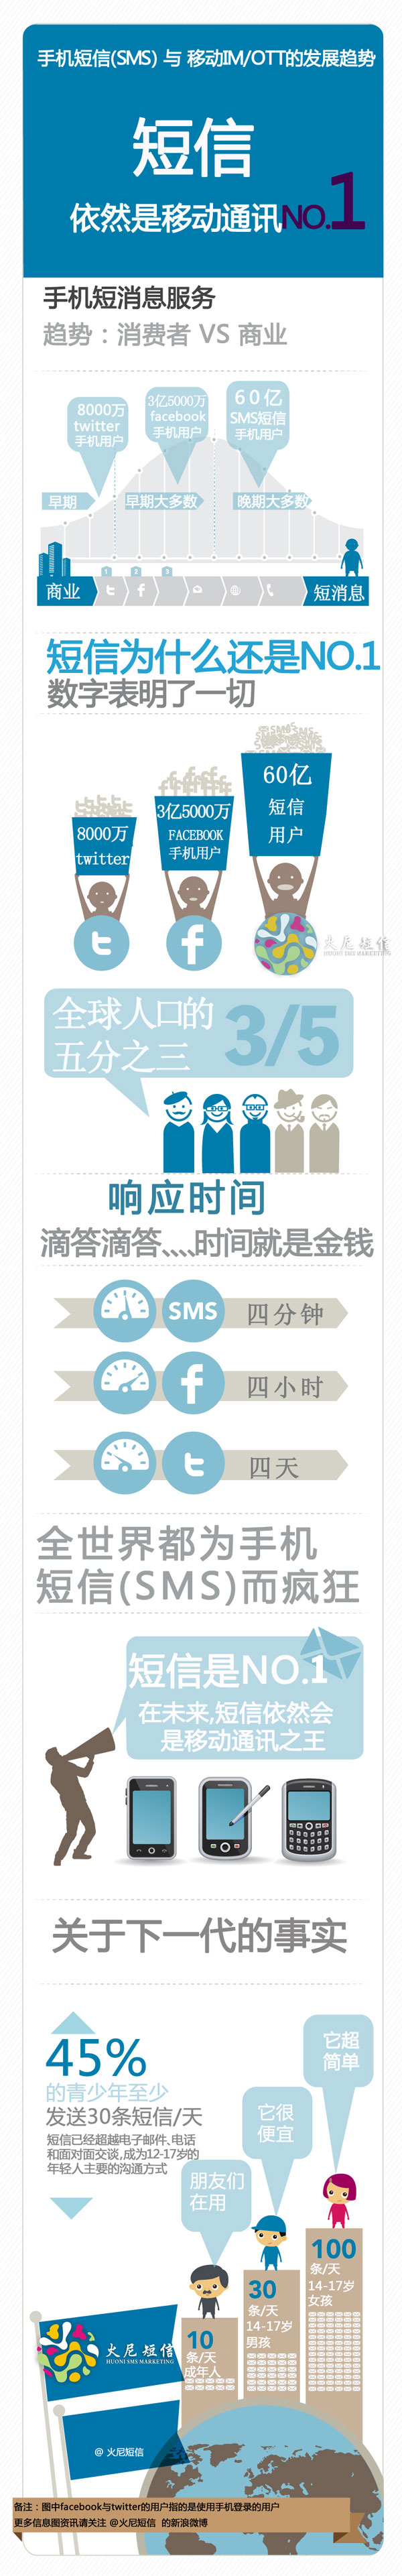 手机短信(SMS) 与 移动IM/OTT的发展趋势
短信
依然是移动通讯NO.1
手机短消息服务
趋势：消费者 VS 商业
8000万
twitter
手机用户
3亿5000万
facebook
手机用户
60亿
SMS短信
手机用户
早期
早期大多数
晚期大多数
1
2
3
商业
短消息
短信为什么还是NO.1
数字表明了一切
8000万
twitter
3亿5000万
FACEBOOK
手机用户
60亿
短信
用户
火尼短信
HUONI SMS MARKETING
全球人口的
五分之三
3/5
响应时间
滴答滴答、、、、时间就是金钱
SMS
四分钟
四小时
四天
全世界都为手机
短信(SMS)而疯狂
短信是NO.1
在未来,短信依然会
是移动通讯之王
关于下一代的事实
45%
的青少年至少
发送30条短信/天
短信已经超越电子邮件、电话
和面对面交谈,成为12-17岁的
年轻人主要的沟通方式
朋友们
在用
它很
便宜
它超
简单
10
条/天
成年人
30
条/天
14-17岁
男孩
100
条/天
14-17岁
女孩
火尼短信
HUONI SMS MARKETING
@ 火尼短信
备注：图中facebook与twitter的用户指的是使用手机登录的用户
更多信息图资讯请关注 @火尼短信 的新浪微博